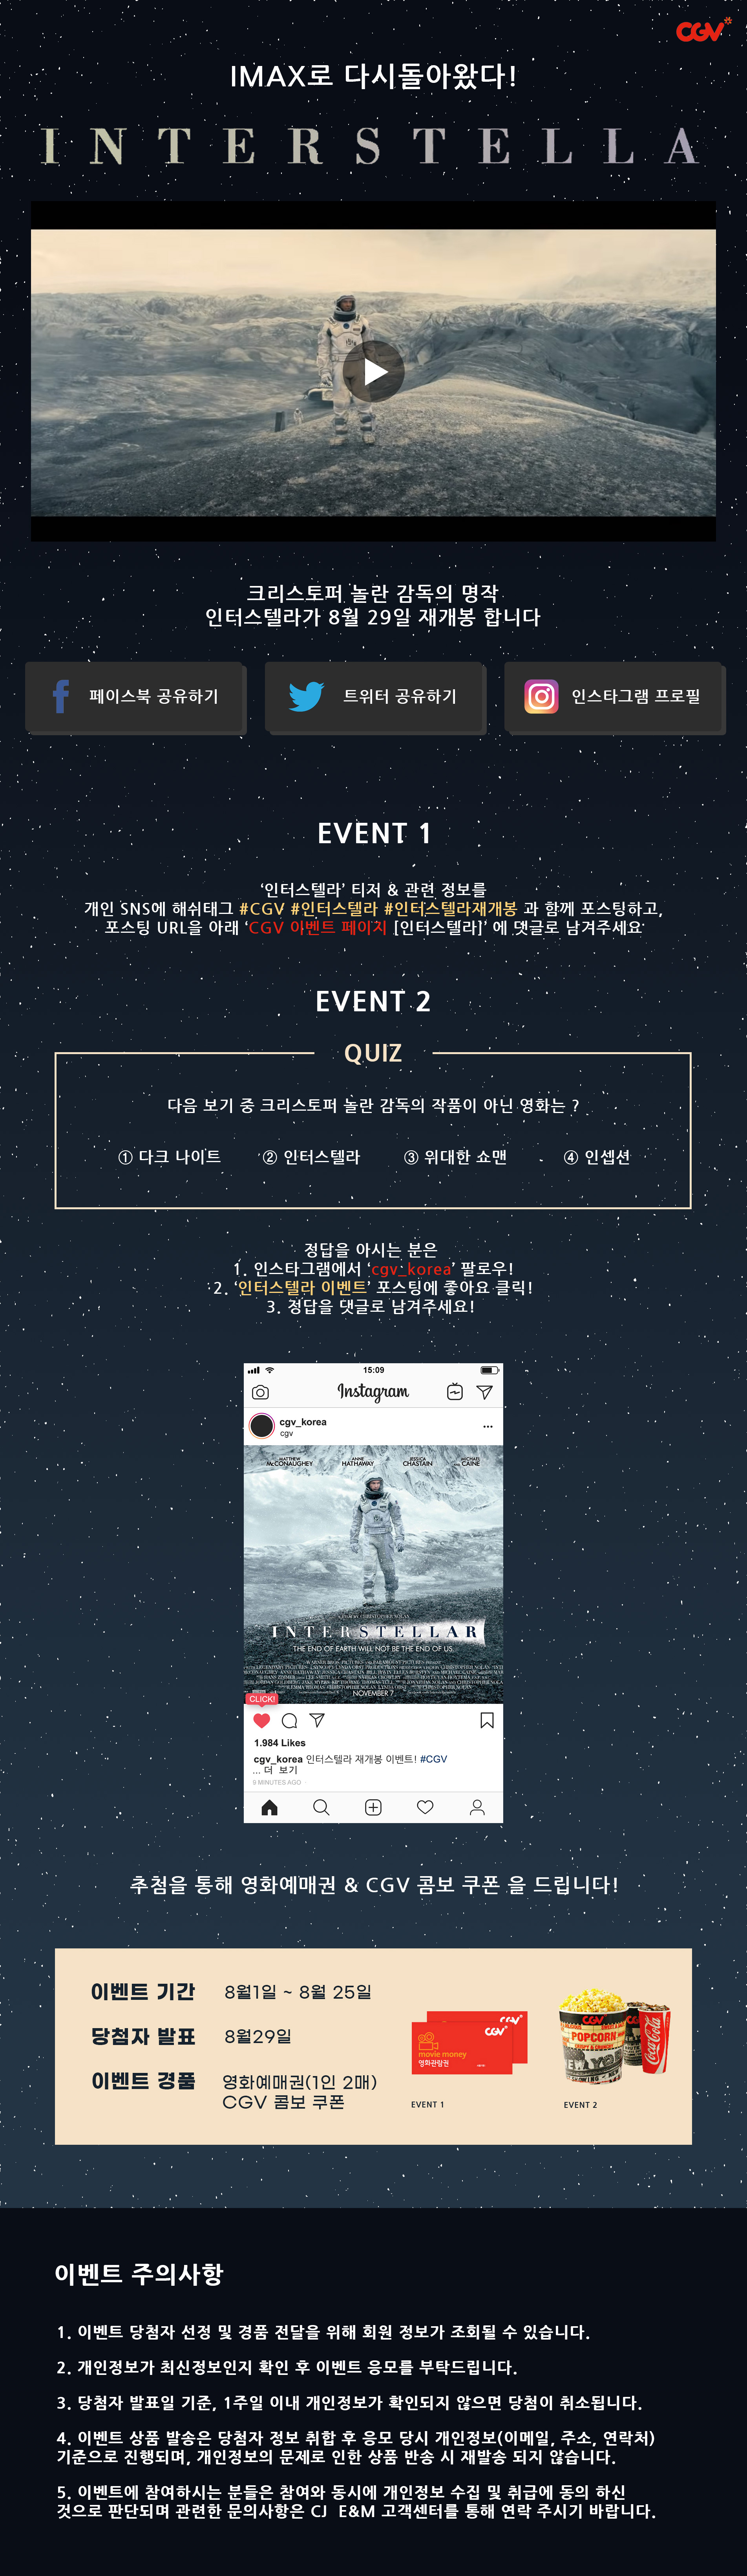 CGV
IMAX로 다시돌아왔다!
INTERSTELLA
크리스토퍼 놀란 감독의 명작
인터스텔라가 8월 29일 재개봉 합니다
페이스북 공유하기
트위터 공유하기
인스타그램 프로필
EVENT 1
‘인터스텔라’ 티저 & 관련 정보를
개인 SNS에 해쉬태그 #CGV #인터스텔라 #인터스텔라재개봉 과 함께 포스팅하고,
포스팅 URL을 아래 ‘CGV 이벤트 페이지 [인터스텔라]’ 에 댓글로 남겨주세요
EVENT 2
QUIZ
다음 보기 중 크리스토퍼 놀란 감독의 작품이 아닌 영화는 ?
① 다크 나이트 ② 인터스텔라 ③ 위대한 쇼맨 ④ 인셉션
정답을 아시는 분은
1. 인스타그램에서 ‘cgv_korea’ 팔로우!
2. ‘인터스텔라 이벤트’ 포스팅에 좋아요 클릭!
3. 정답을 댓글로 남겨주세요!
15:09
Instagram
cgv_korea
cgv
MATTHEW McCONAUGHEY
ANNE HATHAWAY
JESSICA CHASTAIN
MICHAEL CAINE
A FILM BY CHRISTOPHER NOLAN
INTERSTELLAR
THE END OF EARTH WILL NOT BE THE END OF US
NOVEMBER 7
CLICK!
1.984 Likes
cgv_korea 인터스텔라 재개봉 이벤트! #CGV
... 더 보기
9 MINUTES AGO
추첨을 통해 영화예매권 & CGV 콤보 쿠폰 을 드립니다!
이벤트 기간 8월1일 ~ 8월 25일
당첨자 발표 8월29일
이벤트 경품 영화예매권(1인 2매)
CGV 콤보 쿠폰
CGV
movie money
영화관람권
EVENT 1
CGV
POPCORN
Coca-Cola
EVENT 2
이벤트 주의사항
1. 이벤트 당첨자 선정 및 경품 전달을 위해 회원 정보가 조회될 수 있습니다.
2. 개인정보가 최신정보인지 확인 후 이벤트 응모를 부탁드립니다.
3. 당첨자 발표일 기준, 1주일 이내 개인정보가 확인되지 않으면 당첨이 취소됩니다.
4. 이벤트 상품 발송은 당첨자 정보 취합 후 응모 당시 개인정보(이메일, 주소, 연락처)
기준으로 진행되며, 개인정보의 문제로 인한 상품 반송 시 재발송 되지 않습니다.
5. 이벤트에 참여하시는 분들은 참여와 동시에 개인정보 수집 및 취급에 동의 하신
것으로 판단되며 관련한 문의사항은 CJ E&M 고객센터를 통해 연락 주시기 바랍니다.